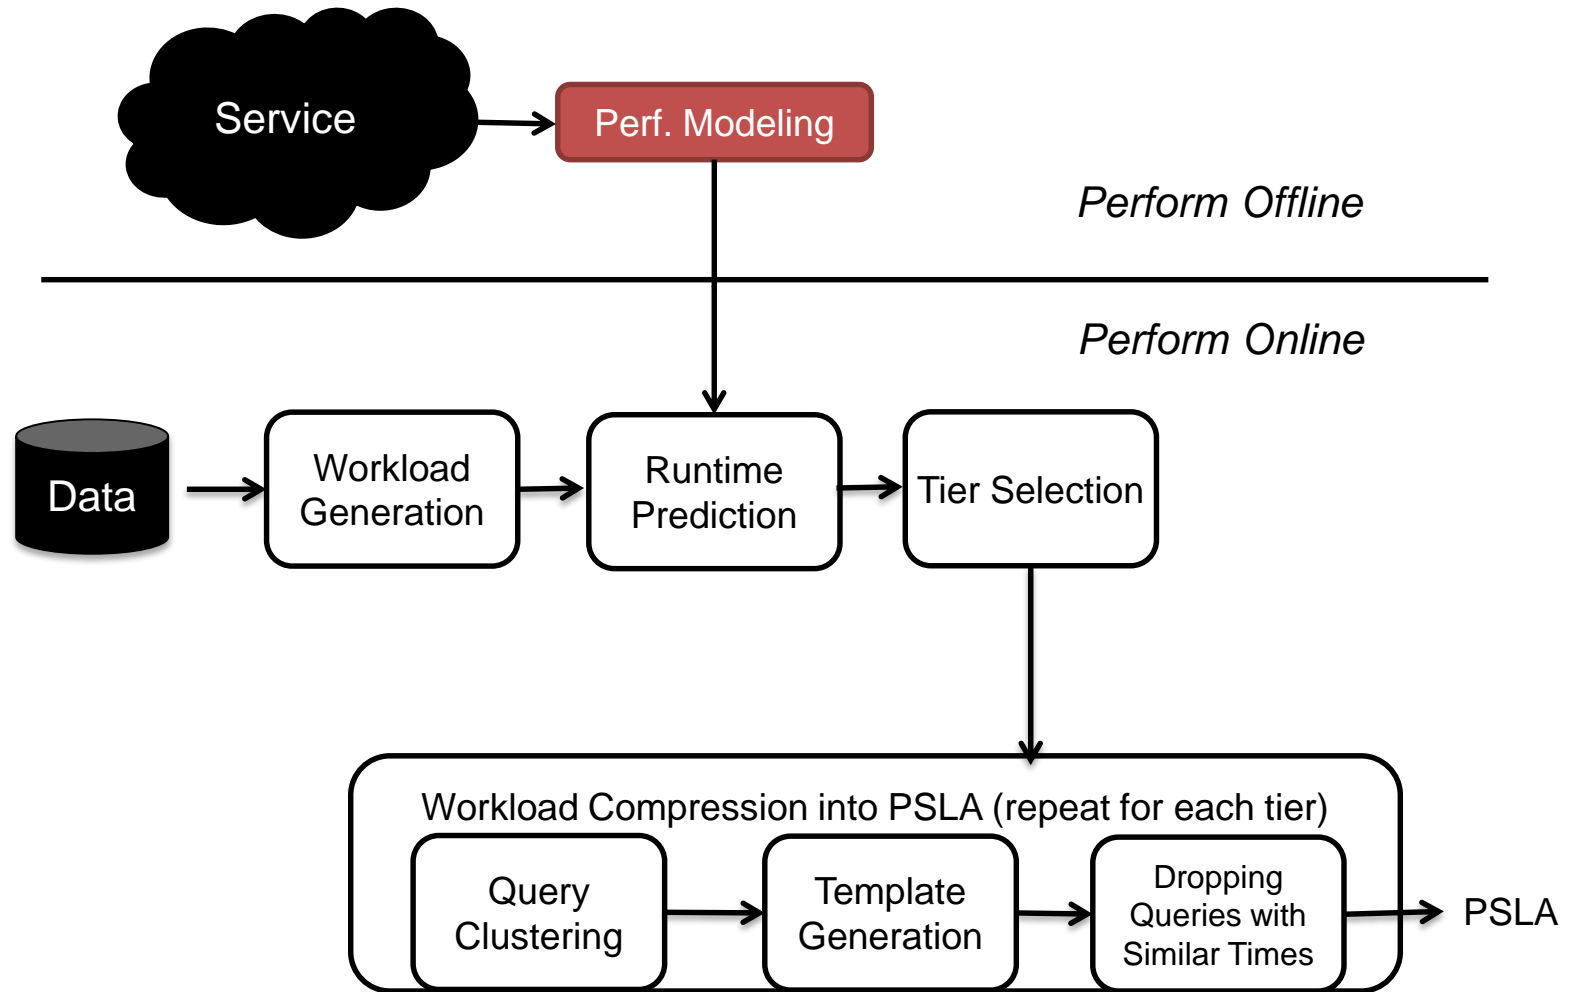 Service
Perf. Modeling
Perform Offline
Perform Online
Data
Workload
Generation
Runtime
Prediction
Tier Selection
Workload Compression into PSLA (repeat for each tier)
Query
Clustering
Template
Generation
Dropping
Queries with
Similar Times
PSLA